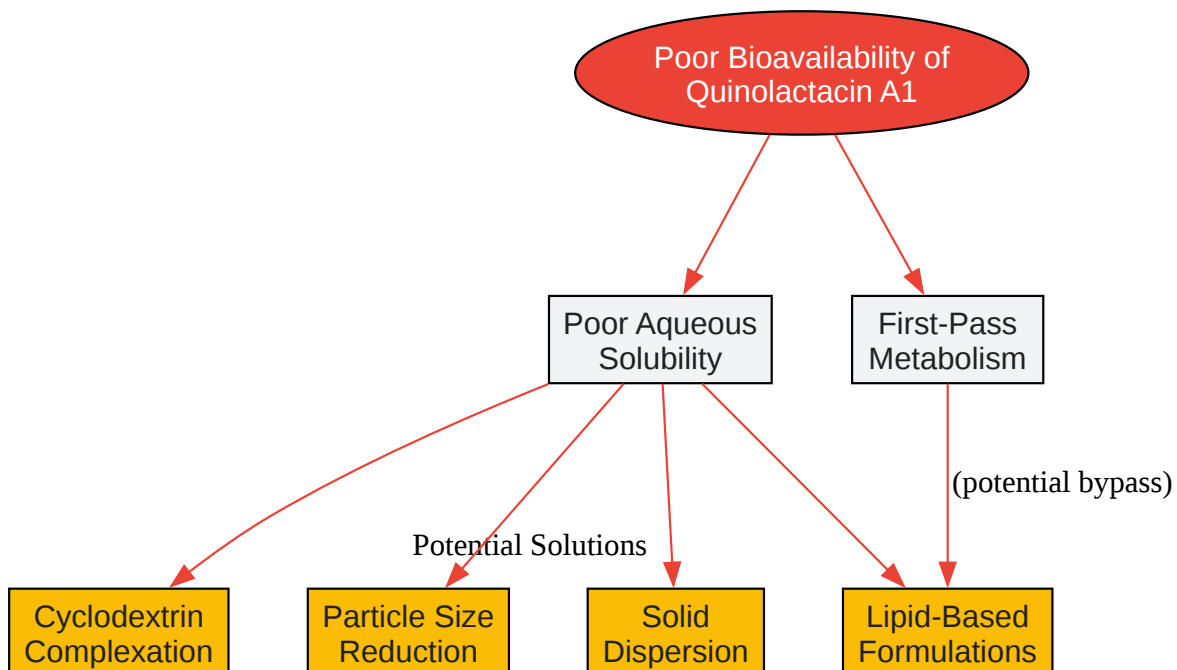 Poor Bioavailability of
Quinolactacin A1
Poor Aqueous
Solubility
First-Pass
Metabolism
(potential bypass)
Potential Solutions
Cyclodextrin
Complexation
Particle Size
Reduction
Solid
Dispersion
Lipid-Based
Formulations